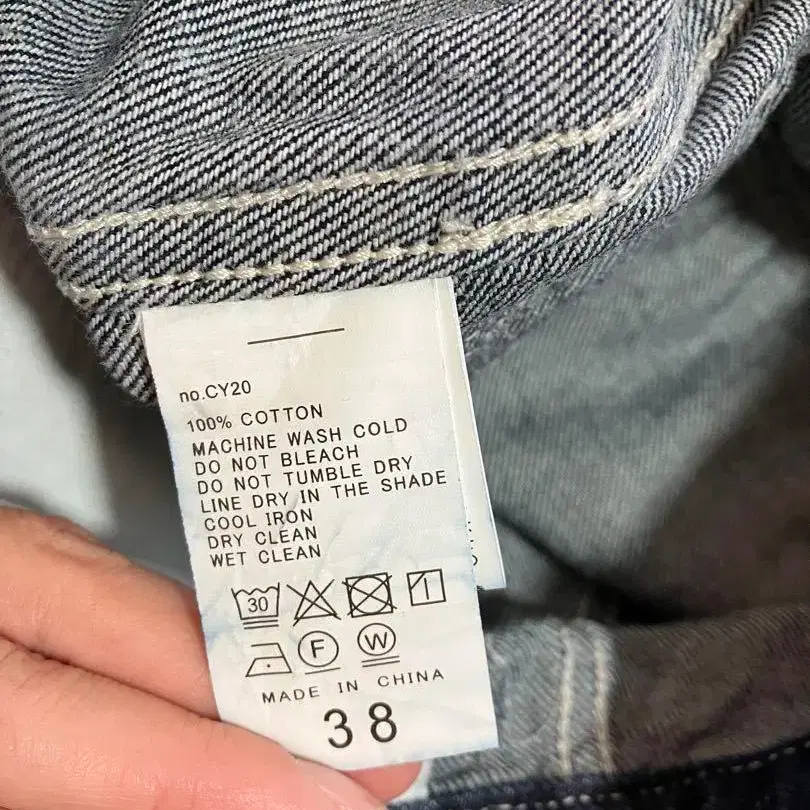 no.CY20
100% COTTON
MACHINE WASH COLD
DO NOT BLEACH
DO NOT TUMBLE DRY
LINE DRY IN THE SHADE
COOL IRON
DRY CLEAN
WET CLEAN
30
F W
MADE IN CHINA
38